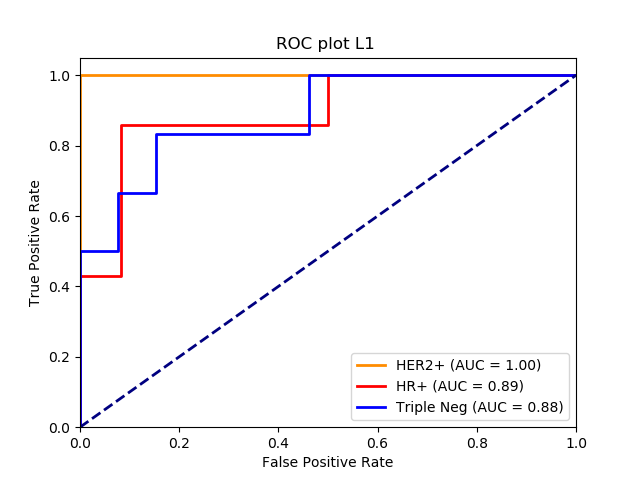 ROC plot L1
True Positive Rate
1.0
0.8
0.6
0.4
0.2
0.0
HER2+ (AUC = 1.00)
HR+ (AUC = 0.89)
Triple Neg (AUC = 0.88)
0.0 0.2 0.4 0.6 0.8 1.0
False Positive Rate